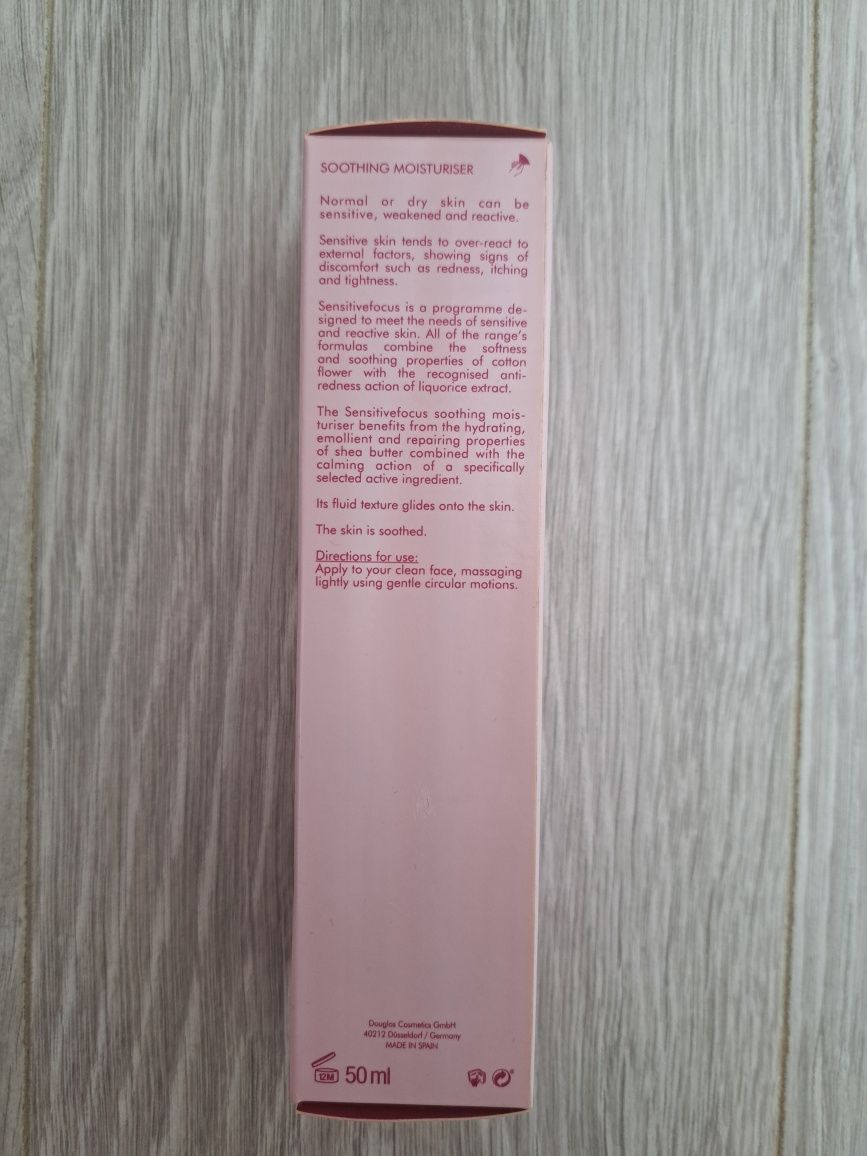 SOOTHING MOISTURISER
Normal or dry skin can be
sensitive, weakened and reactive.
Sensitive skin tends to over-react to
external factors, showing signs of
discomfort such as redness, itching
and tightness.
Sensitivefocus is a programme de-
signed to meet the needs of sensitive
and reactive skin. All of the range's
formulas combine the softness
and soothing properties of cotton
flower with the recognised anti-
redness action of liquorice extract.
The Sensitivefocus soothing mois-
turiser benefits from the hydrating,
emollient and repairing properties
of shea butter combined with the
calming action of a specifically
selected active ingredient.
Its fluid texture glides onto the skin.
The skin is soothed.
Directions for use:
Apply to your clean face, massaging
lightly using gentle circular motions.
Douglas Cosmetics GmbH
40212 Düsseldorf / Germany
MADE IN SPAIN
12M 50 ml